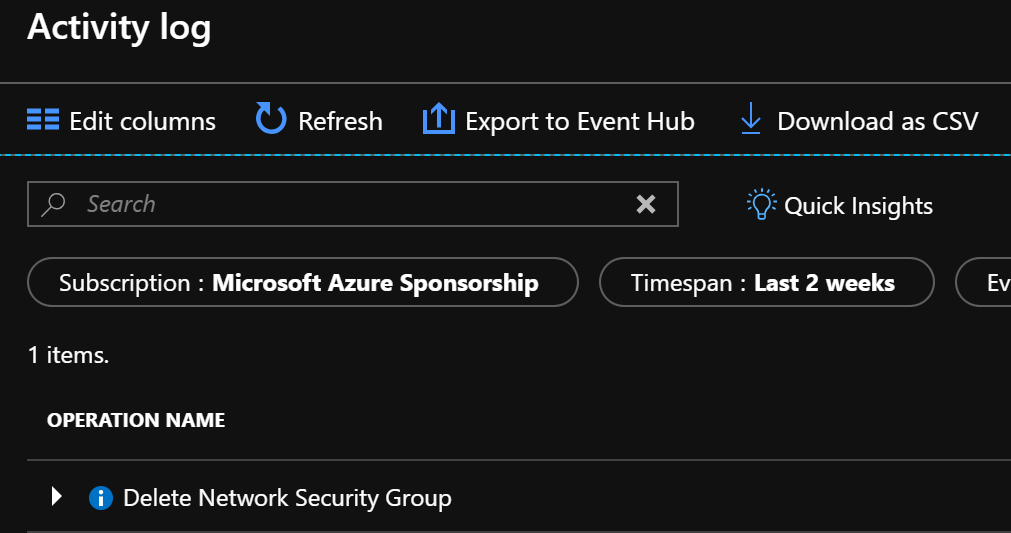 Activity log
Edit columns Refresh Export to Event Hub Download as CSV
Search Quick Insights
Subscription : Microsoft Azure Sponsorship Timespan : Last 2 weeks Ev
1 items.
OPERATION NAME
Delete Network Security Group